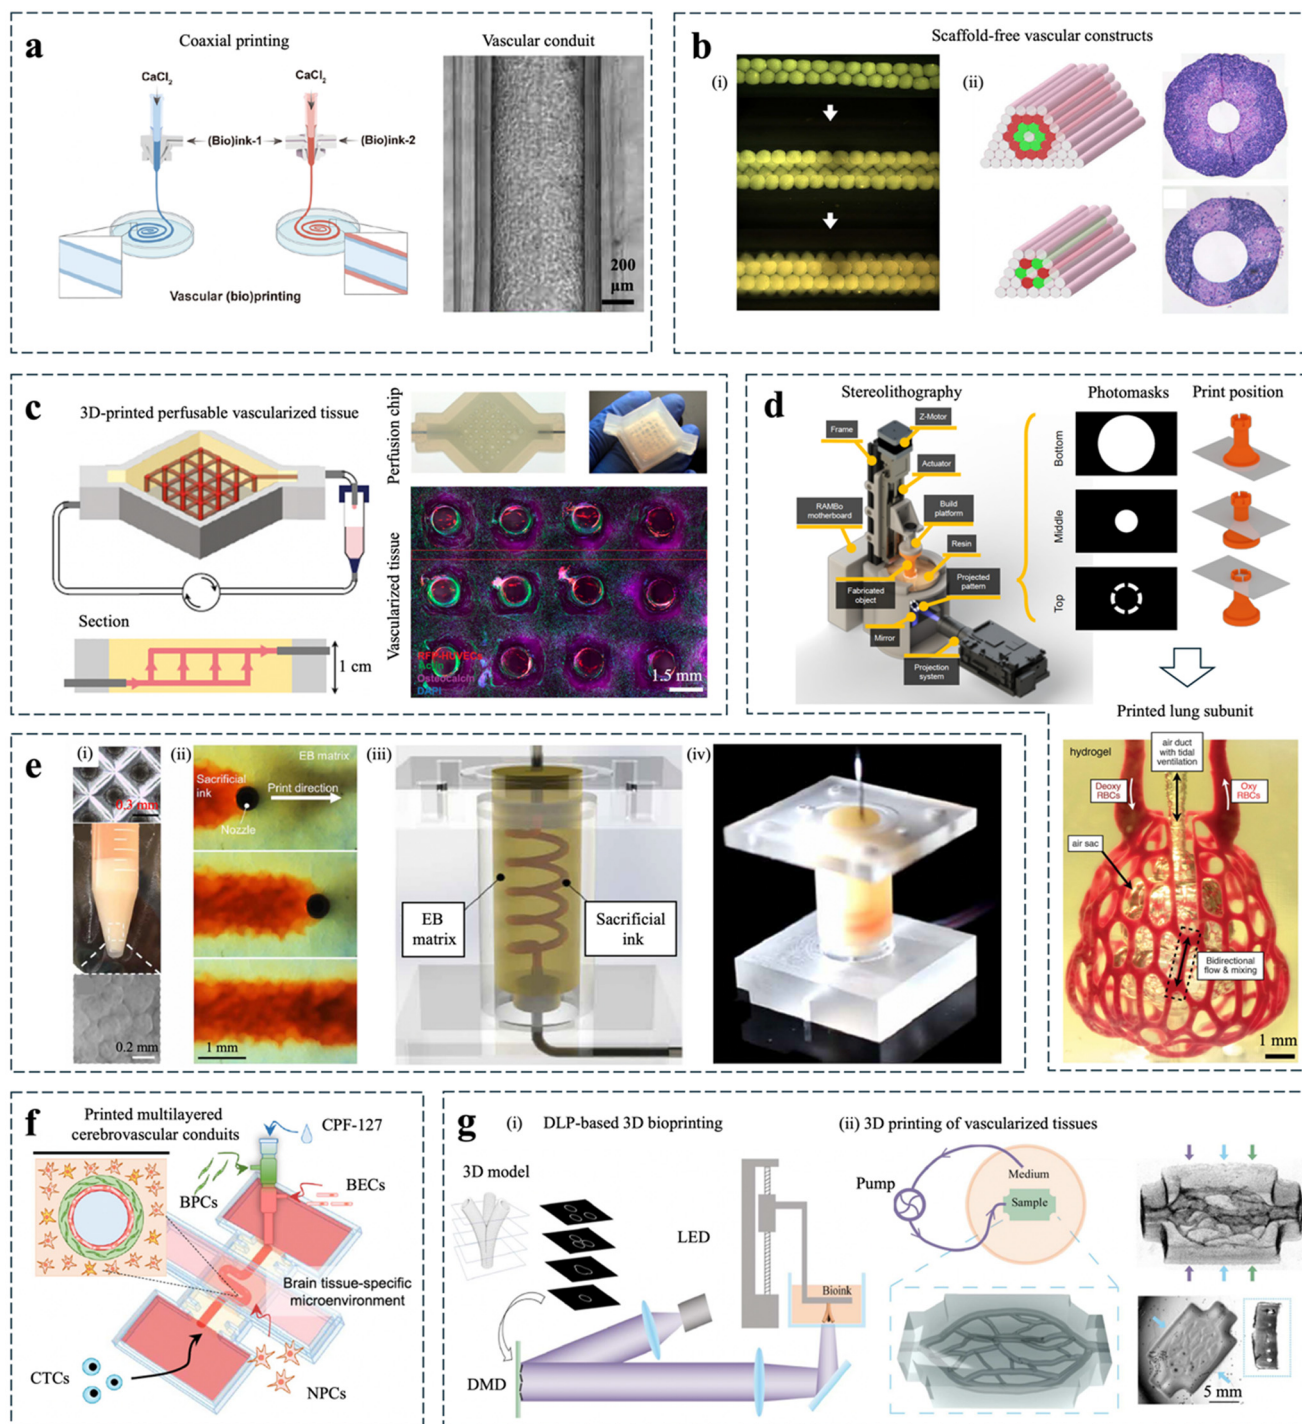 a
Coaxial printing
Vascular conduit
CaCl2
CaCl2
(Bio)ink-1
(Bio)ink-2
Vascular (bio)printing
200
μm
b
Scaffold-free vascular constructs
(i)
(ii)
c
3D-printed perfusable vascularized tissue
Section
1 cm
Perfusion chip
Vascularized tissue
RFP-HUVECs
Actin
Osteocalcin
DAPI
1.5 mm
d
Stereolithography
Photomasks
Print position
Frame
Z-Motor
Actuator
RAMBo
motherboard
Build
platform
Resin
Fabricated
object
Projected
pattern
Mirror
Projection
system
Bottom
Middle
Top
Printed lung subunit
hydrogel
air duct
with tidal
ventilation
Deoxy
RBCs
Oxy
RBCs
air sac
Bidirectional
flow & mixing
1 mm
e
(i)
0.3 mm
0.2 mm
(ii)
EB matrix
Sacrificial
ink
Print direction
Nozzle
1 mm
(iii)
EB
matrix
Sacrificial
ink
(iv)
f
Printed multilayered
cerebrovascular conduits
CPF-127
BPCs
BECs
Brain tissue-specific
microenvironment
CTCs
NPCs
g
(i)
DLP-based 3D bioprinting
3D model
LED
Bioink
DMD
(ii) 3D printing of vascularized tissues
Pump
Medium
Sample
5 mm